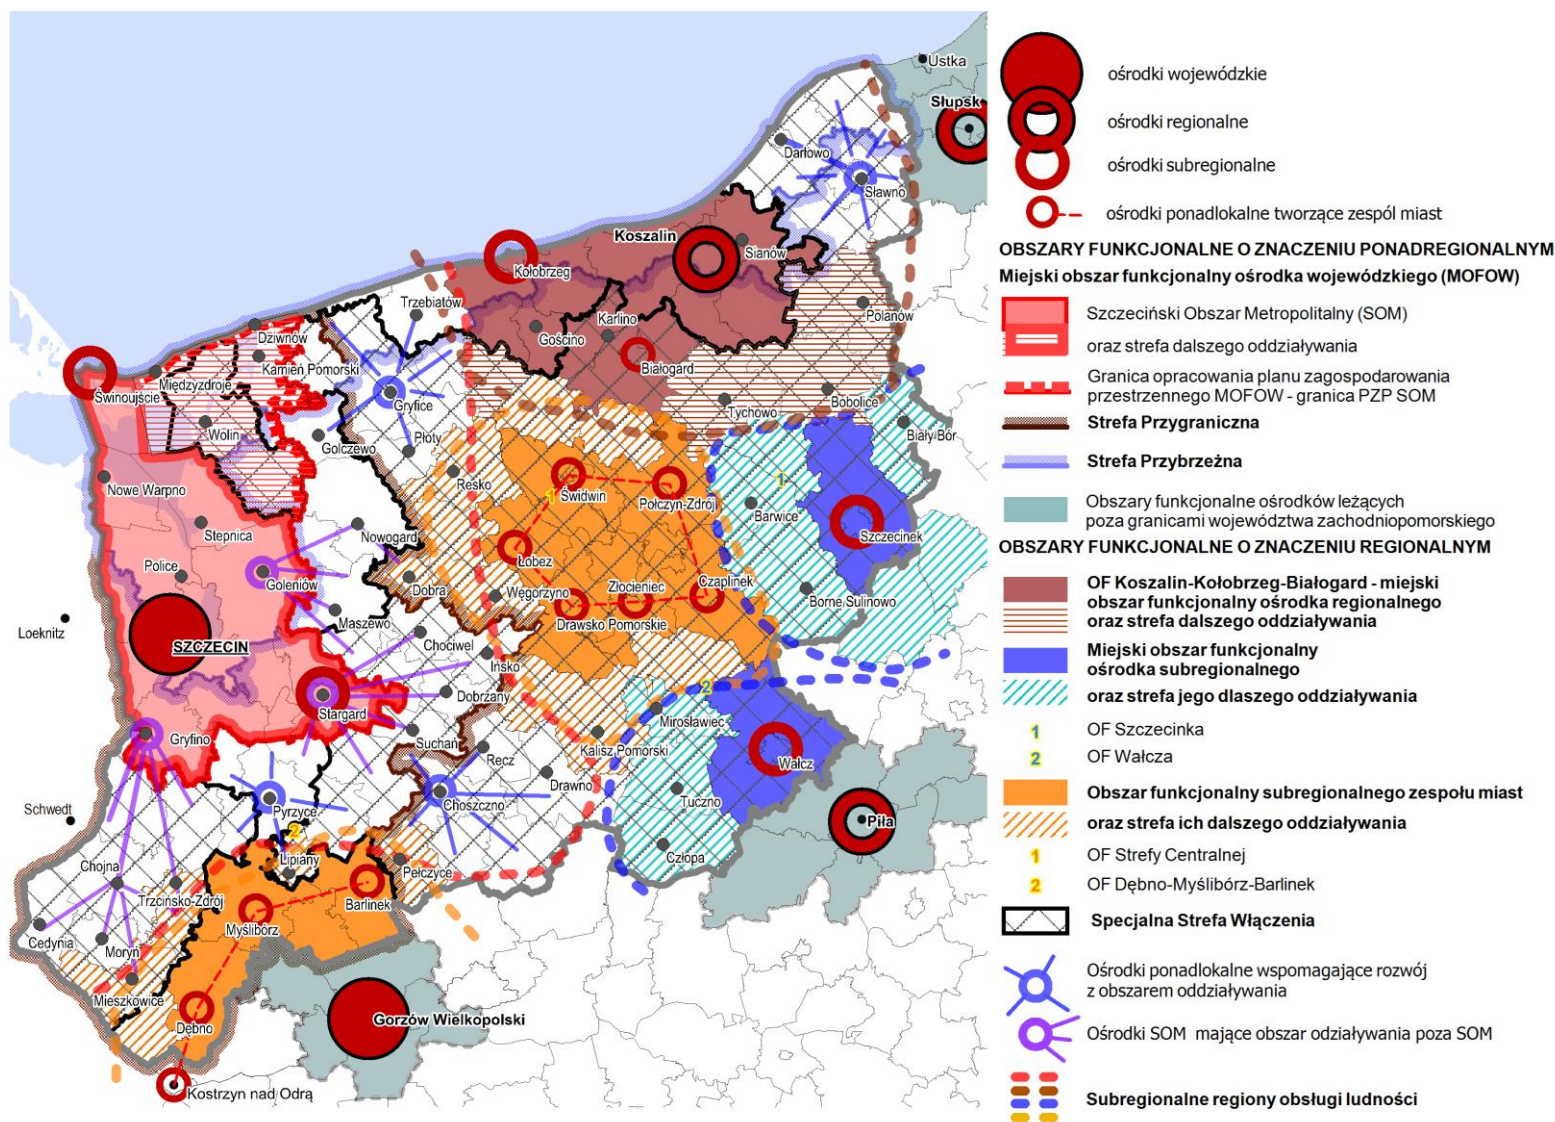 Ustka
Słupsk
Darłowo
Sławno
Koszalin
Sianów
Kołobrzeg
Polanów
Trzebiatów
Karlino
Gościno
Białogard
Dziwnów
Kamień Pomorski
Międzyzdroje
Świnoujście
Gryfice
Tychowo
Bobolice
Wolin
Golczewo
Płoty
Biały Bór
Resko
Nowe Warpno
1
Świdwin
Połczyn-Zdrój
1
Barwice
Szczecinek
Stepnica
Nowogard
Police
Goleniów
Łobez
Dobra
Węgorzyno
Złocieniec
Czaplinek
Borne Sulinowo
Drawsko Pomorskie
Maszewo
Loeknitz
SZCZECIN
Chociwel
Ińsko
Dobrzany
Stargard
2
Mirosławiec
Gryfino
Suchań
Recz
Kalisz Pomorski
Wałcz
Drawno
Schwedt
Pyrzyce
Choszczno
Tuczno
Piła
2
Lipiany
Pełczyce
Człopa
Chojna
Trzcińsko-Zdrój
Barlinek
Myślibórz
Cedynia
Moryń
Mieszkowice
Dębno
Gorzów Wielkopolski
Kostrzyn nad Odrą
ośrodki wojewódzkie
ośrodki regionalne
ośrodki subregionalne
ośrodki ponadlokalne tworzące zespól miast
OBSZARY FUNKCJONALNE O ZNACZENIU PONADREGIONALNYM
Miejski obszar funkcjonalny ośrodka wojewódzkiego (MOFOW)
Szczeciński Obszar Metropolitalny (SOM)
oraz strefa dalszego oddziaływania
Granica opracowania planu zagospodarowania
przestrzennego MOFOW - granica PZP SOM
Strefa Przygraniczna
Strefa Przybrzeżna
Obszary funkcjonalne ośrodków leżących
poza granicami województwa zachodniopomorskiego
OBSZARY FUNKCJONALNE O ZNACZENIU REGIONALNYM
OF Koszalin-Kołobrzeg-Białogard - miejski
obszar funkcjonalny ośrodka regionalnego
oraz strefa dalszego oddziaływania
Miejski obszar funkcjonalny
ośrodka subregionalnego
oraz strefa jego dlaszego oddziaływania
1 OF Szczecinka
2 OF Wałcza
Obszar funkcjonalny subregionalnego zespołu miast
oraz strefa ich dalszego oddziaływania
1 OF Strefy Centralnej
2 OF Dębno-Myślibórz-Barlinek
Specjalna Strefa Włączenia
Ośrodki ponadlokalne wspomagające rozwój
z obszarem oddziaływania
Ośrodki SOM mające obszar odziaływania poza SOM
Subregionalne regiony obsługi ludności